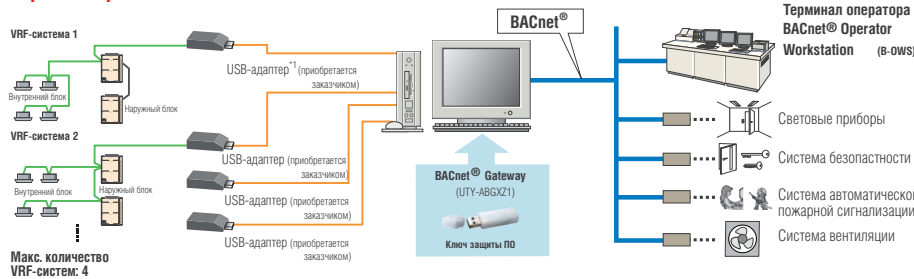 VRF-система 1
Внутренний блок
Наружный блок
VRF-система 2
Внутренний блок
Наружный блок
Макс. количество
VRF-систем: 4
USB-адаптер*1 (приобретается
заказчиком)
USB-адаптер (приобретается
заказчиком)
USB-адаптер (приобретается
заказчиком)
USB-адаптер (приобретается
заказчиком)
BACnet®
BACnet® Gateway
(UTY-ABGXZ1)
Ключ защиты ПО
Терминал оператора
BACnet® Operator
Workstation (B-OWS)
Световые приборы
Система безопастности
Система автоматическо
пожарной сигнализации
Система вентиляции